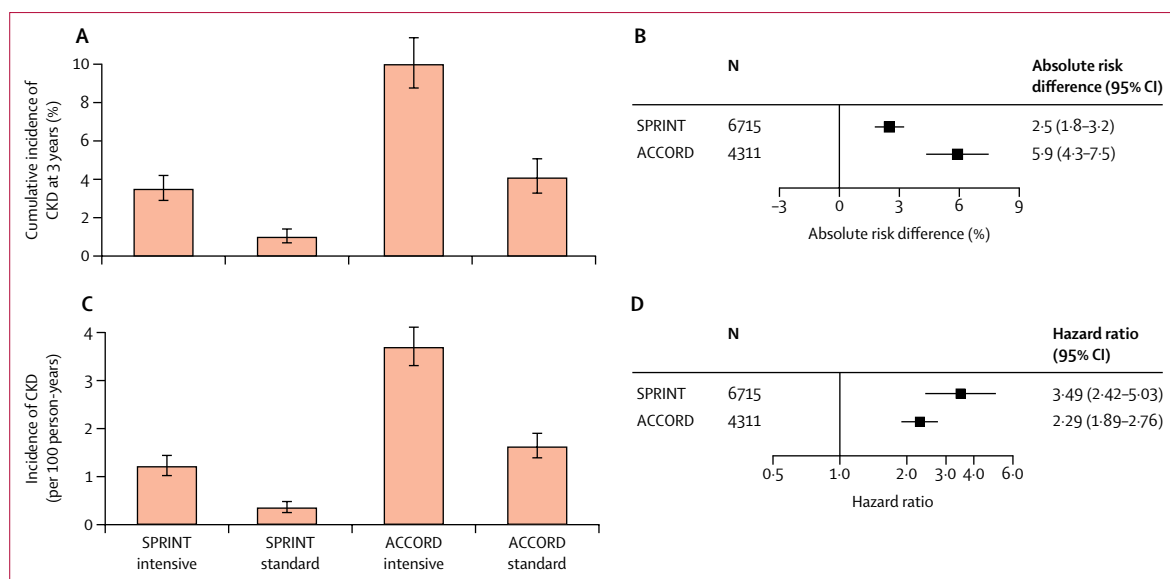 A
Cumulative incidence of
CKD at 3 years (%)
10
8
6
4
2
0
B
N
Absolute risk
difference (95% CI)
SPRINT 6715 2·5 (1·8–3·2)
ACCORD 4311 5·9 (4·3–7·5)
–3 0 3 6 9
Absolute risk difference (%)
C
Incidence of CKD
(per 100 person-years)
4
3
2
1
0
SPRINT
intensive
SPRINT
standard
ACCORD
intensive
ACCORD
standard
D
N
Hazard ratio
(95% CI)
SPRINT 6715 3·49 (2·42–5·03)
ACCORD 4311 2·29 (1·89–2·76)
0·5 1·0 2·0 3·0 4·0 6·0
Hazard ratio